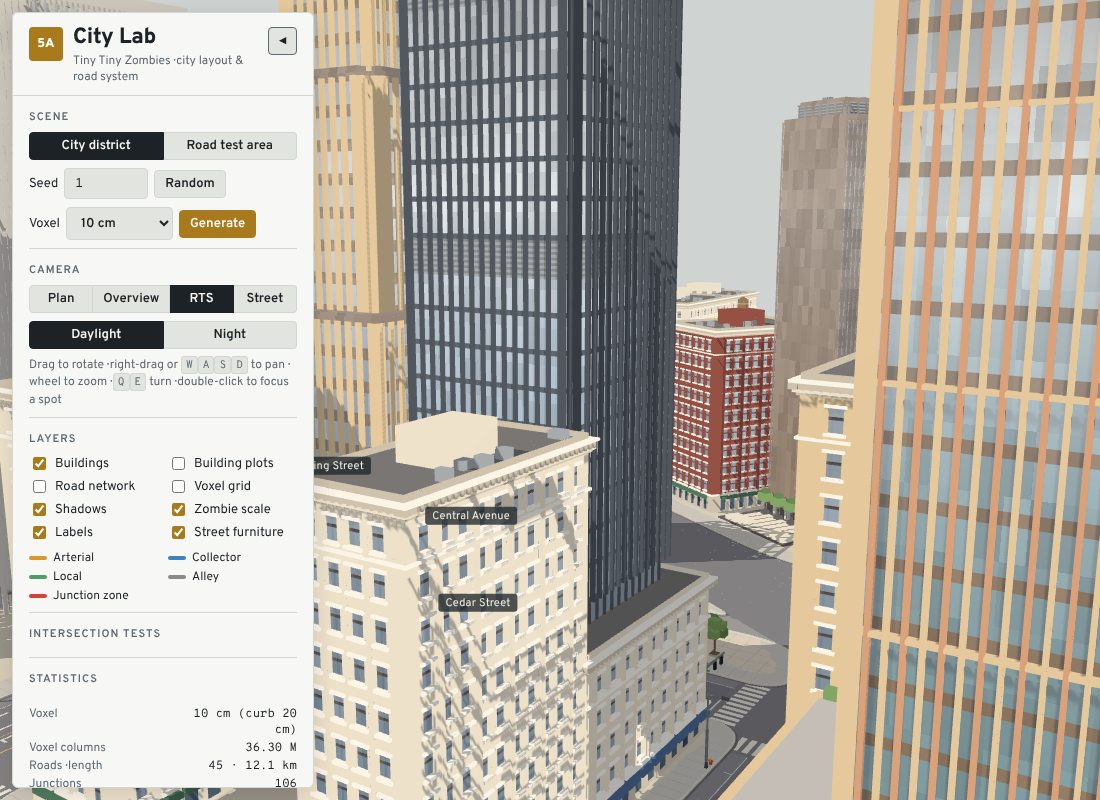 5A
City Lab
Tiny Tiny Zombies · city layout &
road system
◄
SCENE
City district
Road test area
Seed
1
Random
Voxel
10 cm
Generate
CAMERA
Plan
Overview
RTS
Street
Daylight
Night
Drag to rotate · right-drag or W A S D to pan ·
wheel to zoom · Q E turn · double-click to focus
a spot
LAYERS
Buildings
Building plots
Road network
Voxel grid
Shadows
Zombie scale
Labels
Street furniture
Arterial
Collector
Local
Alley
Junction zone
INTERSECTION TESTS
STATISTICS
Voxel
10 cm (curb 20
cm)
Voxel columns
36.30 M
Roads · length
45 · 12.1 km
Junctions
106
Street
Central Avenue
Cedar Street